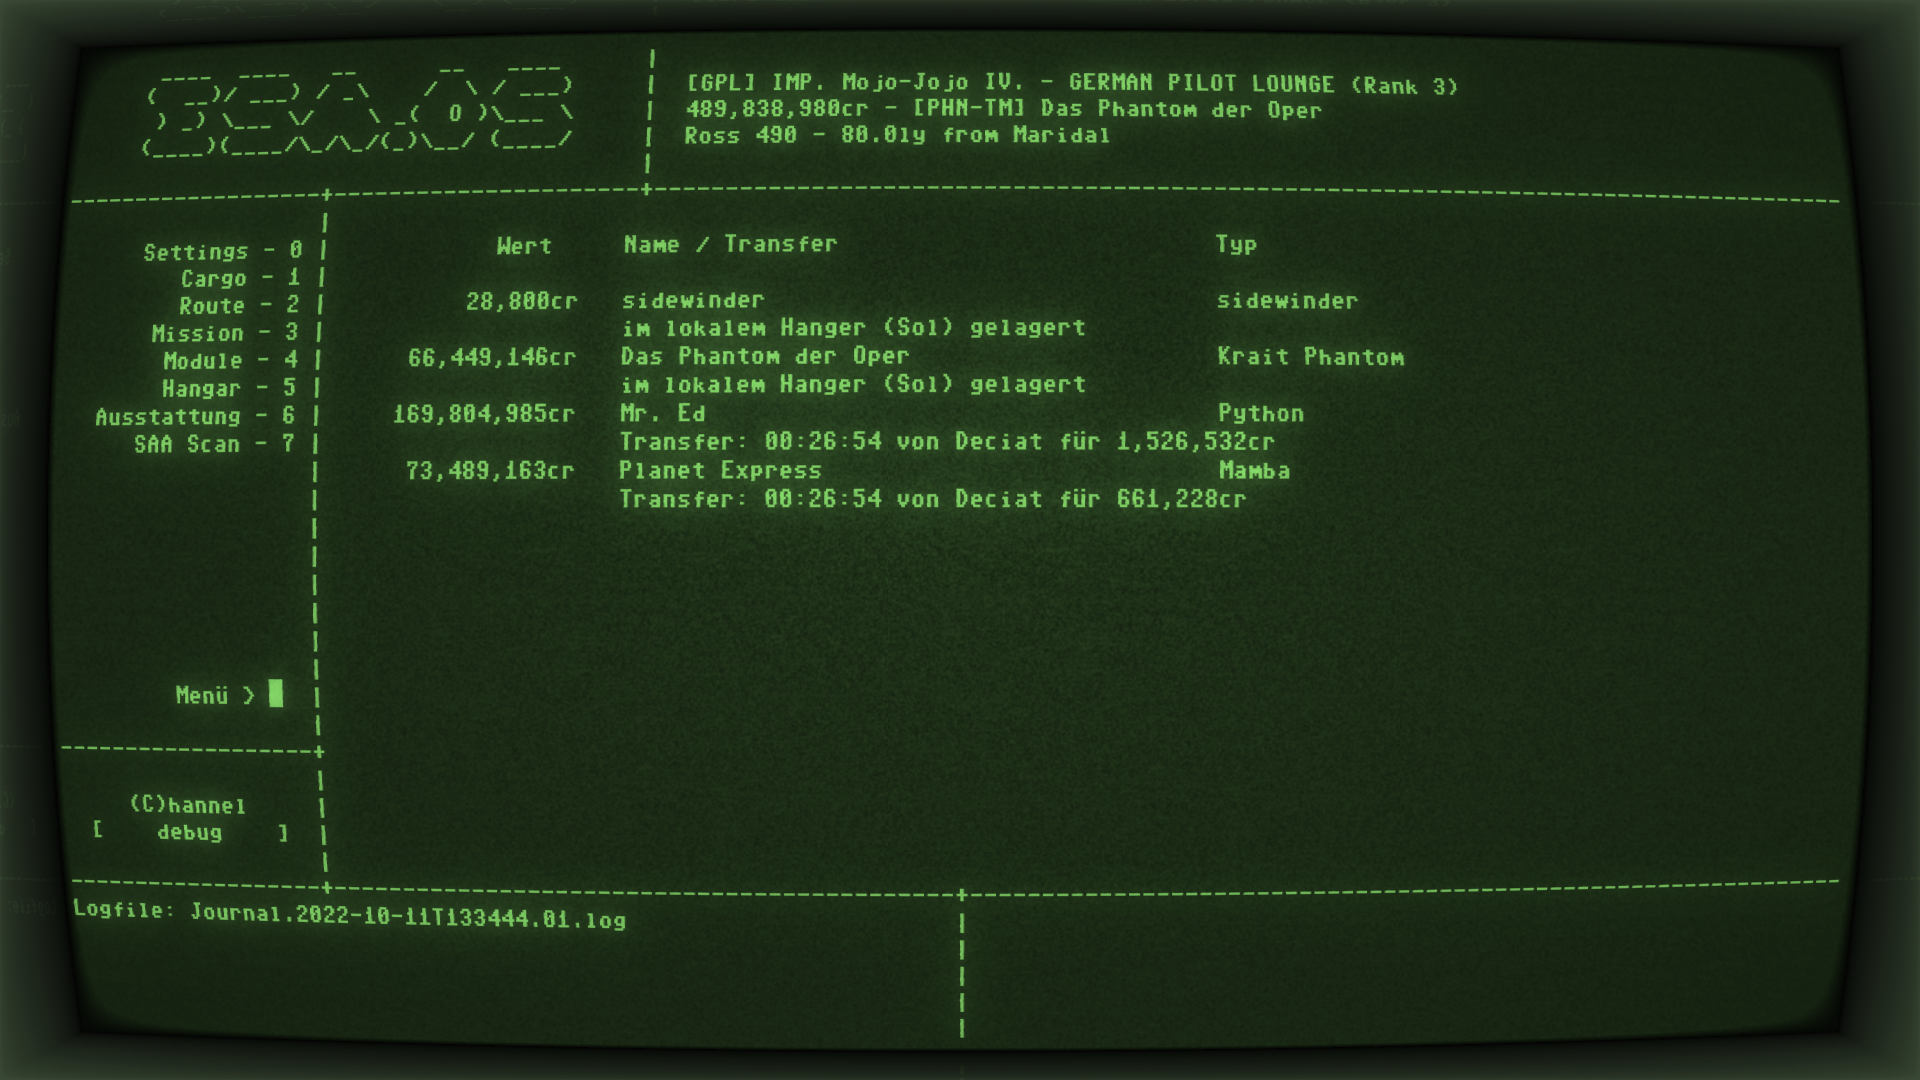 [GPL] IMP. Mojo-Jojo IV. - GERMAN PILOT LOUNGE (Rank 3)
489,838,980cr - [PHN-TM] Das Phantom der Oper
Ross 490 - 80.0ly from Maridal
Settings - 0
Cargo - 1
Route - 2
Mission - 3
Module - 4
Hangar - 5
Ausstattung - 6
SAA Scan - 7
Menü >
(C)hannel
[ debug ]
Wert Name / Transfer Typ
28,800cr sidewinder sidewinder
im lokalem Hanger (Sol) gelagert
66,449,146cr Das Phantom der Oper Krait Phantom
im lokalem Hanger (Sol) gelagert
169,804,985cr Mr. Ed Python
Transfer: 00:26:54 von Deciat für 1,526,532cr
73,489,163cr Planet Express Mamba
Transfer: 00:26:54 von Deciat für 661,228cr
Logfile: Journal.2022-10-11T133444.01.log